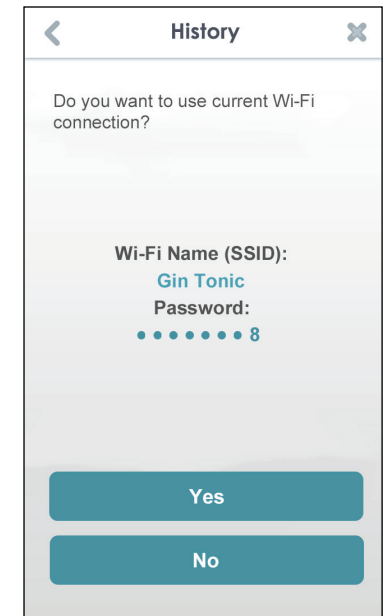 History
Do you want to use current Wi-Fi
connection?
Wi-Fi Name (SSID):
Gin Tonic
Password:
●●●●●●●8
Yes
No